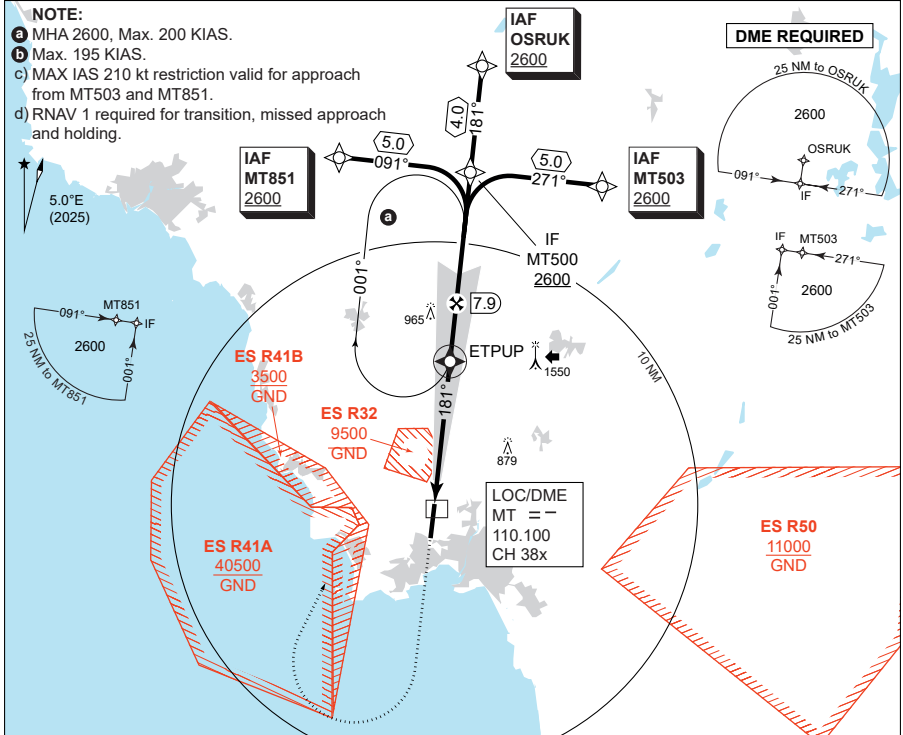 NOTE:
a MHA 2600, Max. 200 KIAS.
b Max. 195 KIAS.
c) MAX IAS 210 kt restriction valid for approach
from MT503 and MT851.
d) RNAV 1 required for transition, missed approach
and holding.
5.0°E
(2025)
IAF
OSRUK
2600
DME REQUIRED
25 NM to OSRUK
2600
OSRUK
091°
IF
271°
4.0
181°
5.0
091°
5.0
271°
IAF
MT851
2600
IAF
MT503
2600
a
001°
IF
MT500
2600
IF
MT503
271°
001°
2600
25 NM to MT503
MT851
091°
IF
2600
001°
25 NM to MT851
7.9
965
ETPUP
1550
10 NM
181°
ES R41B
3500
GND
ES R32
9500
GND
879
LOC/DME
MT
110.100
CH 38x
ES R41A
40500
GND
ES R50
11000
GND